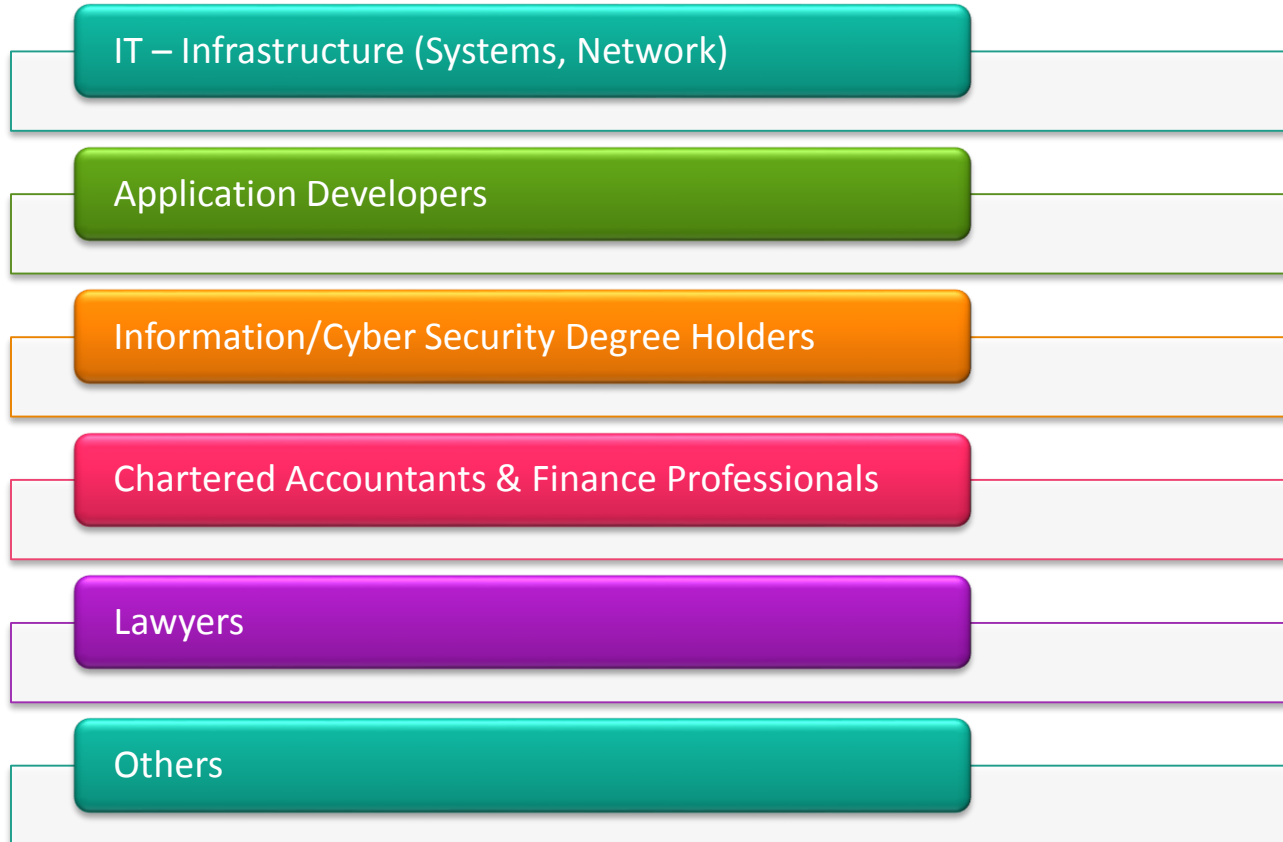 IT – Infrastructure (Systems, Network)
Application Developers
Information/Cyber Security Degree Holders
Chartered Accountants & Finance Professionals
Lawyers
Others